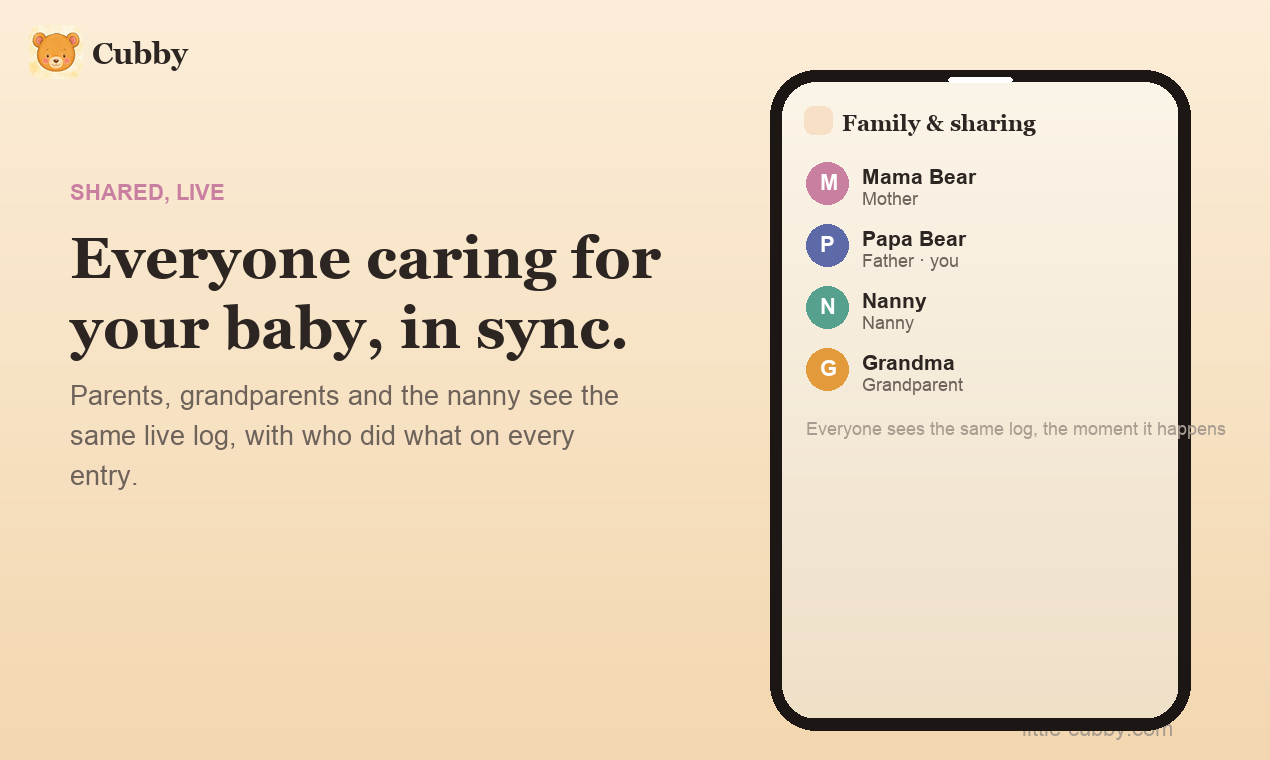 Cubby
SHARED, LIVE
Everyone caring for
your baby, in sync.
Parents, grandparents and the nanny see the
same live log, with who did what on every
entry.
Family & sharing
M
Mama Bear
Mother
P
Papa Bear
Father · you
N
Nanny
Nanny
G
Grandma
Grandparent
Everyone sees the same log, the moment it happens
little-cubby.com